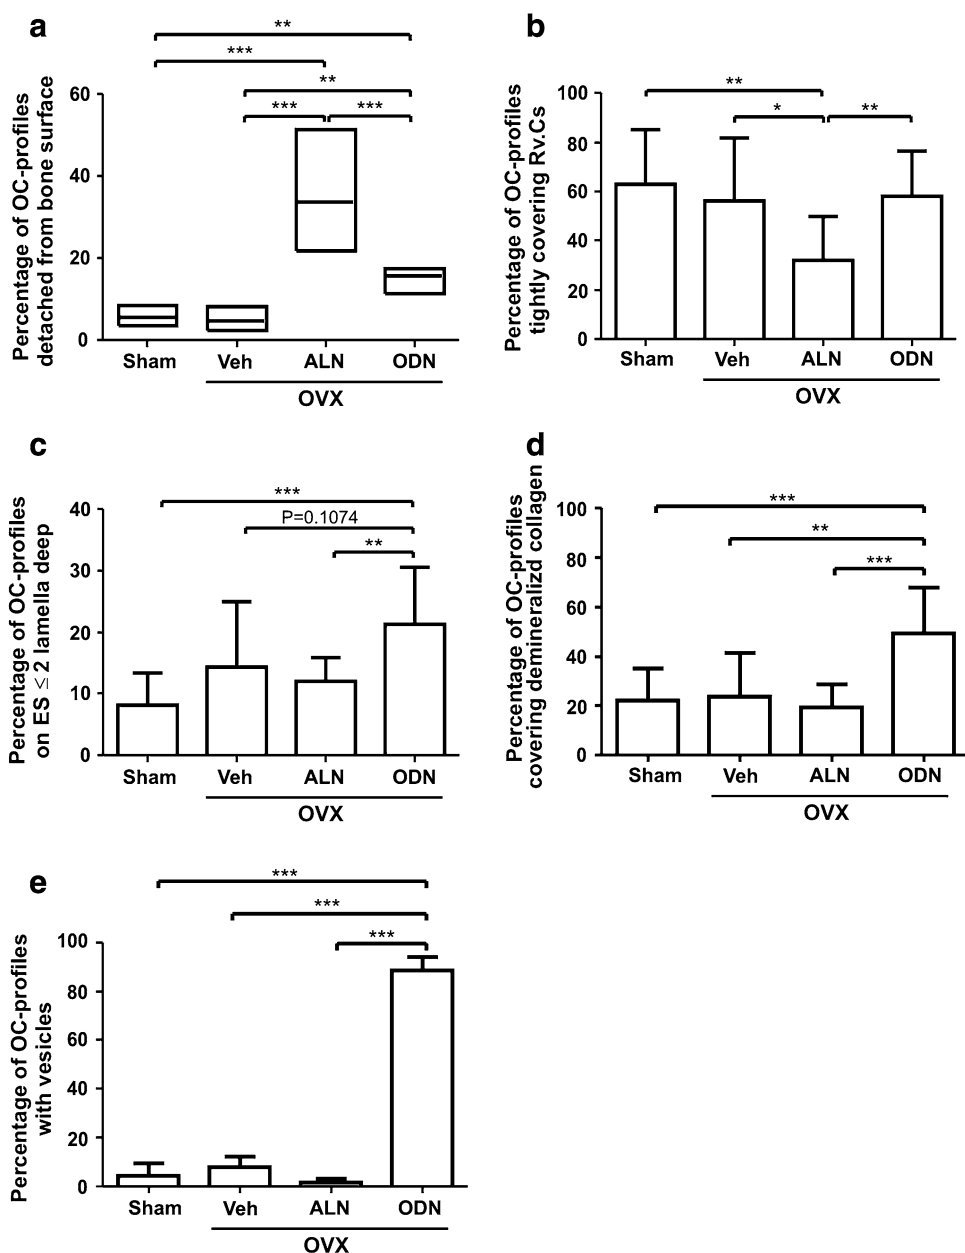 a
**
***
**
***
***
Percentage of OC-profiles
detached from bone surface
60
40
20
0
Sham
Veh
ALN
ODN
OVX
b
**
*
**
Percentage of OC-profiles
tightly covering Rv.Cs
100
80
60
40
20
0
Sham
Veh
ALN
ODN
OVX
c
***
P=0.1074
**
Percentage of OC-profiles
on ES ≤ 2 lamella deep
40
30
20
10
0
Sham
Veh
ALN
ODN
OVX
d
***
**
***
Percentage of OC-profiles
covering demineralizd collagen
100
80
60
40
20
0
Sham
Veh
ALN
ODN
OVX
e
***
***
***
Percentage of OC-profiles
with vesicles
100
80
60
40
20
0
Sham
Veh
ALN
ODN
OVX